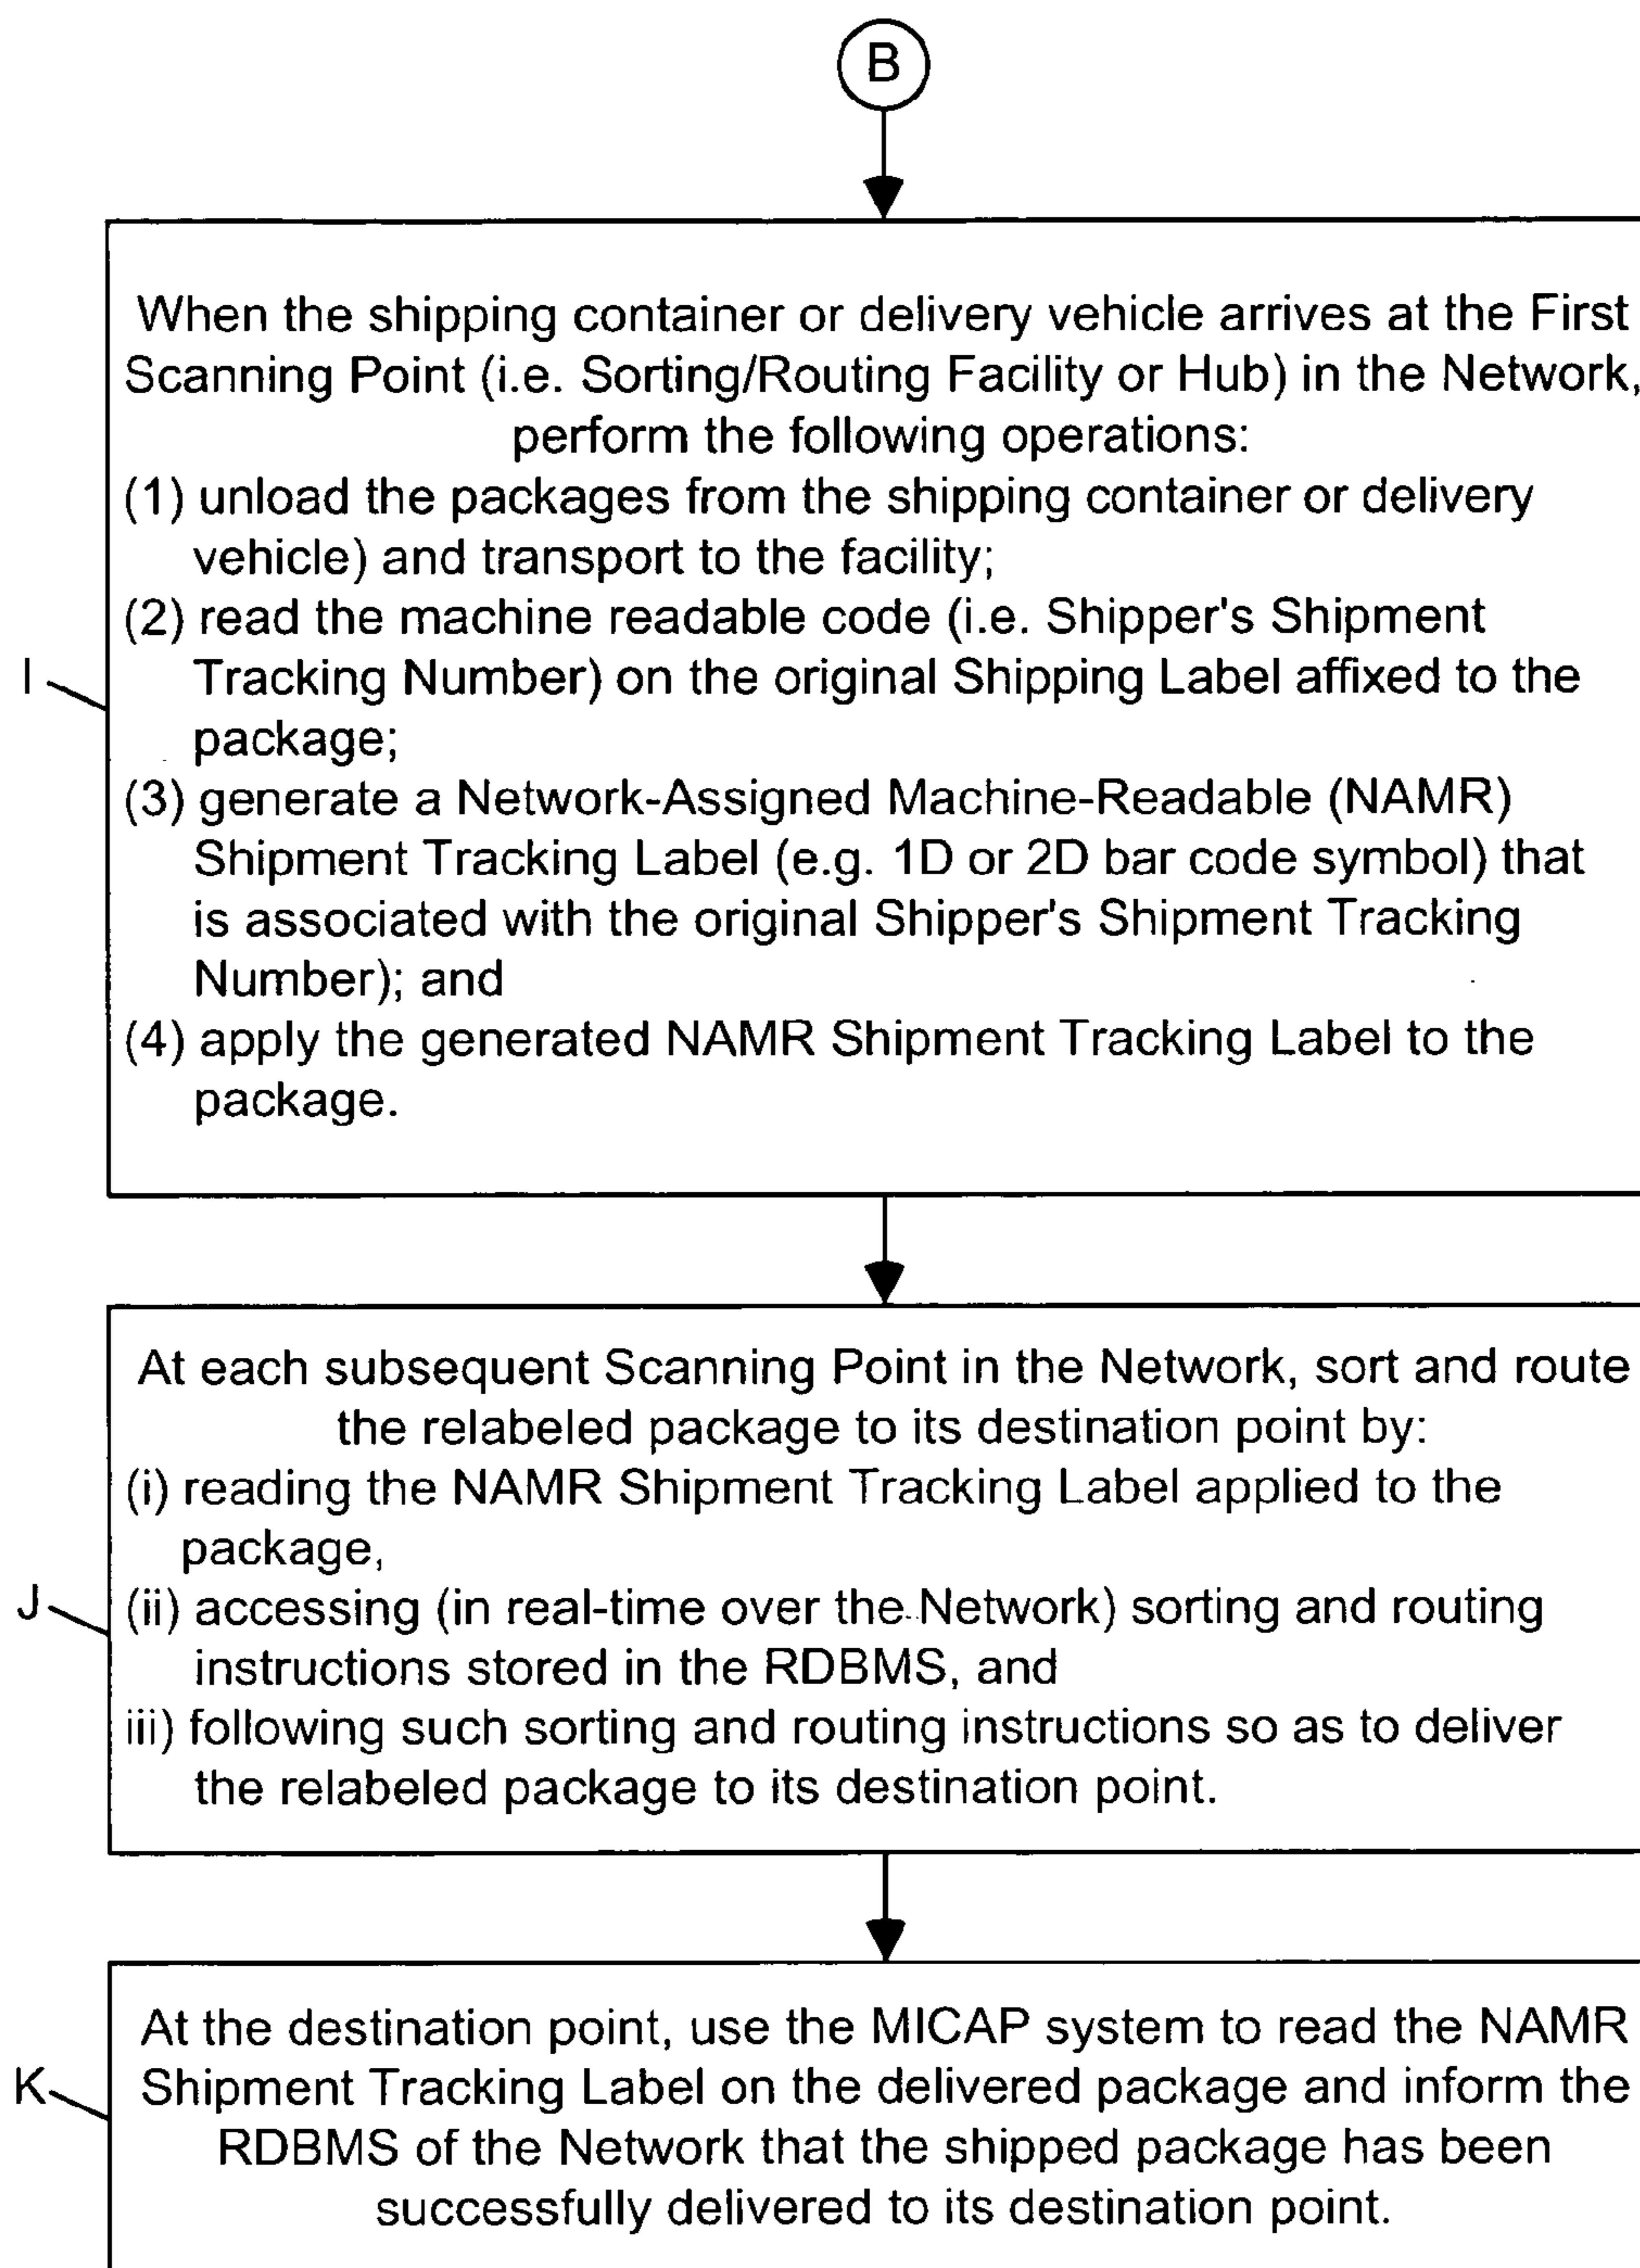 B
When the shipping container or delivery vehicle arrives at the First
Scanning Point (i.e. Sorting/Routing Facility or Hub) in the Network,
perform the following operations:
(1) unload the packages from the shipping container or delivery
vehicle) and transport to the facility;
(2) read the machine readable code (i.e. Shipper's Shipment
Tracking Number) on the original Shipping Label affixed to the
package;
(3) generate a Network-Assigned Machine-Readable (NAMR)
Shipment Tracking Label (e.g. 1D or 2D bar code symbol) that
is associated with the original Shipper's Shipment Tracking
Number); and
(4) apply the generated NAMR Shipment Tracking Label to the
package.
I
At each subsequent Scanning Point in the Network, sort and route
the relabeled package to its destination point by:
(i) reading the NAMR Shipment Tracking Label applied to the
package,
(ii) accessing (in real-time over the Network) sorting and routing
instructions stored in the RDBMS, and
iii) following such sorting and routing instructions so as to deliver
the relabeled package to its destination point.
J
At the destination point, use the MICAP system to read the NAMR
Shipment Tracking Label on the delivered package and inform the
RDBMS of the Network that the shipped package has been
successfully delivered to its destination point.
K